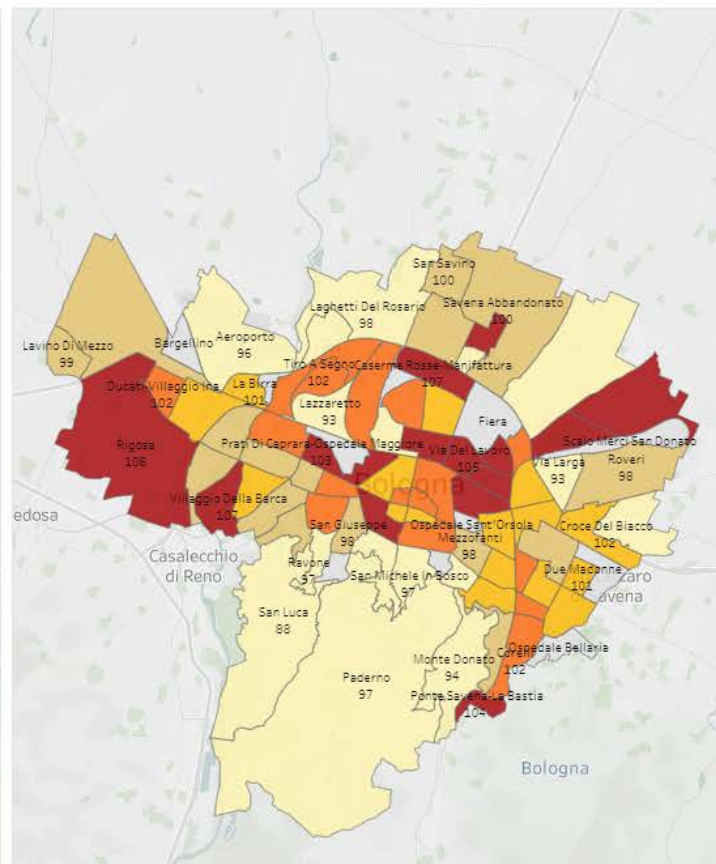 San Savino
100
Savena Abbandonato
100
Laghetti Del Rosario
98
Lavino Di Mezzo
99
Bargellino
Aeroporto
96
Tiro A Segno
102
Caserme Rosse-Manifattura
107
Ducati-Villaggio Ina
102
La Birra
101
Lazzaretto
93
Fiera
Rigosa
108
Prati Di Caprara-Ospedale Maggiore
103
Via Del Lavoro
105
Scalo Merci San Donato
Via Larga
93
Roveri
98
Bologna
Villaggio Della Barca
107
edosa
San Giuseppe
98
Ospedale Sant'Orsola
Mezzofanti
98
Croce Del Biacco
102
Casalecchio
di Reno
Ravone
97
San Michele In Bosco
97
Due Madonne
101
San Luca
88
Paderno
97
Monte Donato
94
Ospedale Bellaria
102
Ponte Savena-La Bastia
104
Bologna